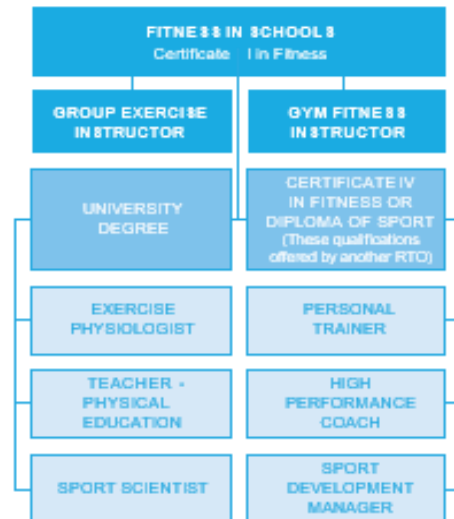 FITNESS IN SCHOOLS
Certificate I in Fitness
GROUP EXERCISE
INSTRUCTOR
GYM FITNESS
INSTRUCTOR
UNIVERSITY
DEGREE
CERTIFICATE IV
IN FITNESS OR
DIPLOMA OF SPORT
(These qualifications
offered by another RTO)
EXERCISE
PHYSIOLOGIST
PERSONAL
TRAINER
TEACHER -
PHYSICAL
EDUCATION
HIGH
PERFORMANCE
COACH
SPORT SCIENTIST
SPORT
DEVELOPMENT
MANAGER